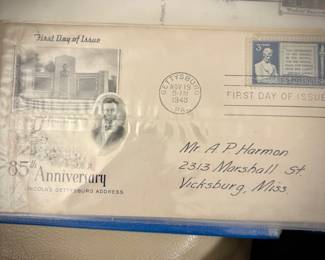 First Day of Issue
GETTYSBURG
NOV 19
1948
PA.
3¢
FIRST DAY OF ISSUE
85th
Anniversary
LINCOLN'S GETTYSBURG ADDRESS
Mr A P Harmon
2313 Marshall St
Vicksburg, Miss.